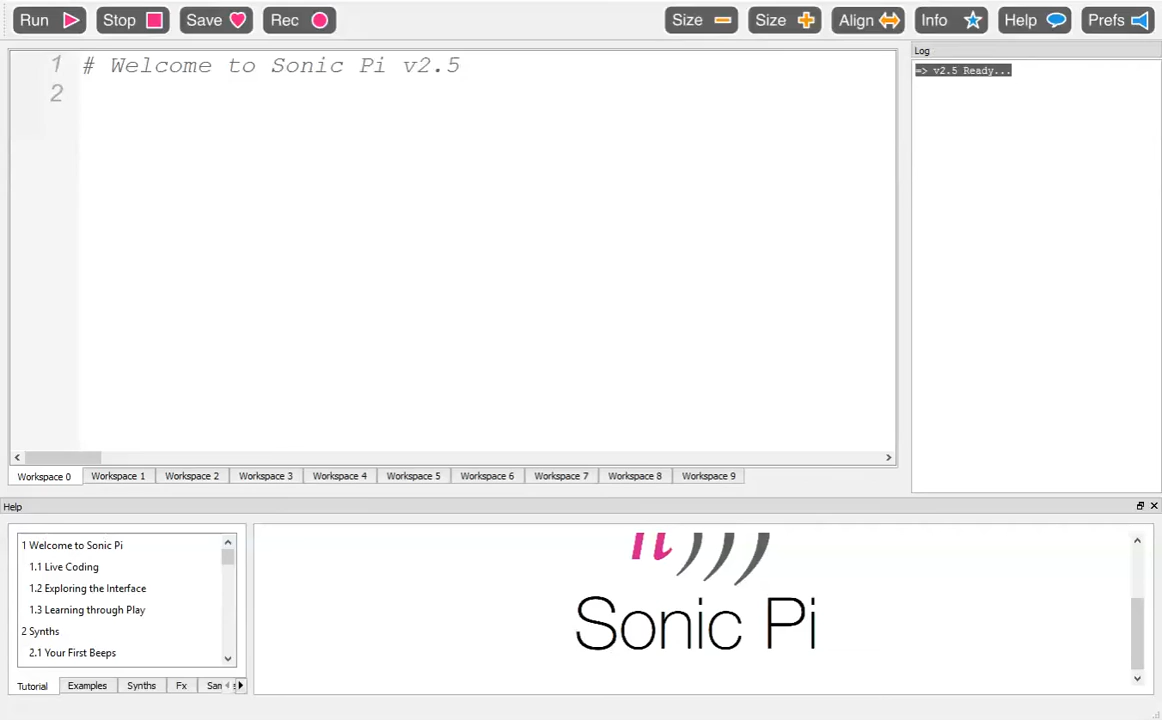 Run Stop Save Rec Size Size Align Info Help Prefs
1 # Welcome to Sonic Pi v2.5
2
Log
=> v2.5 Ready...
Workspace 0 Workspace 1 Workspace 2 Workspace 3 Workspace 4 Workspace 5 Workspace 6 Workspace 7 Workspace 8 Workspace 9
Help
1 Welcome to Sonic Pi
1.1 Live Coding
1.2 Exploring the Interface
1.3 Learning through Play
2 Synths
2.1 Your First Beeps
Tutorial Examples Synths Fx San
Sonic Pi